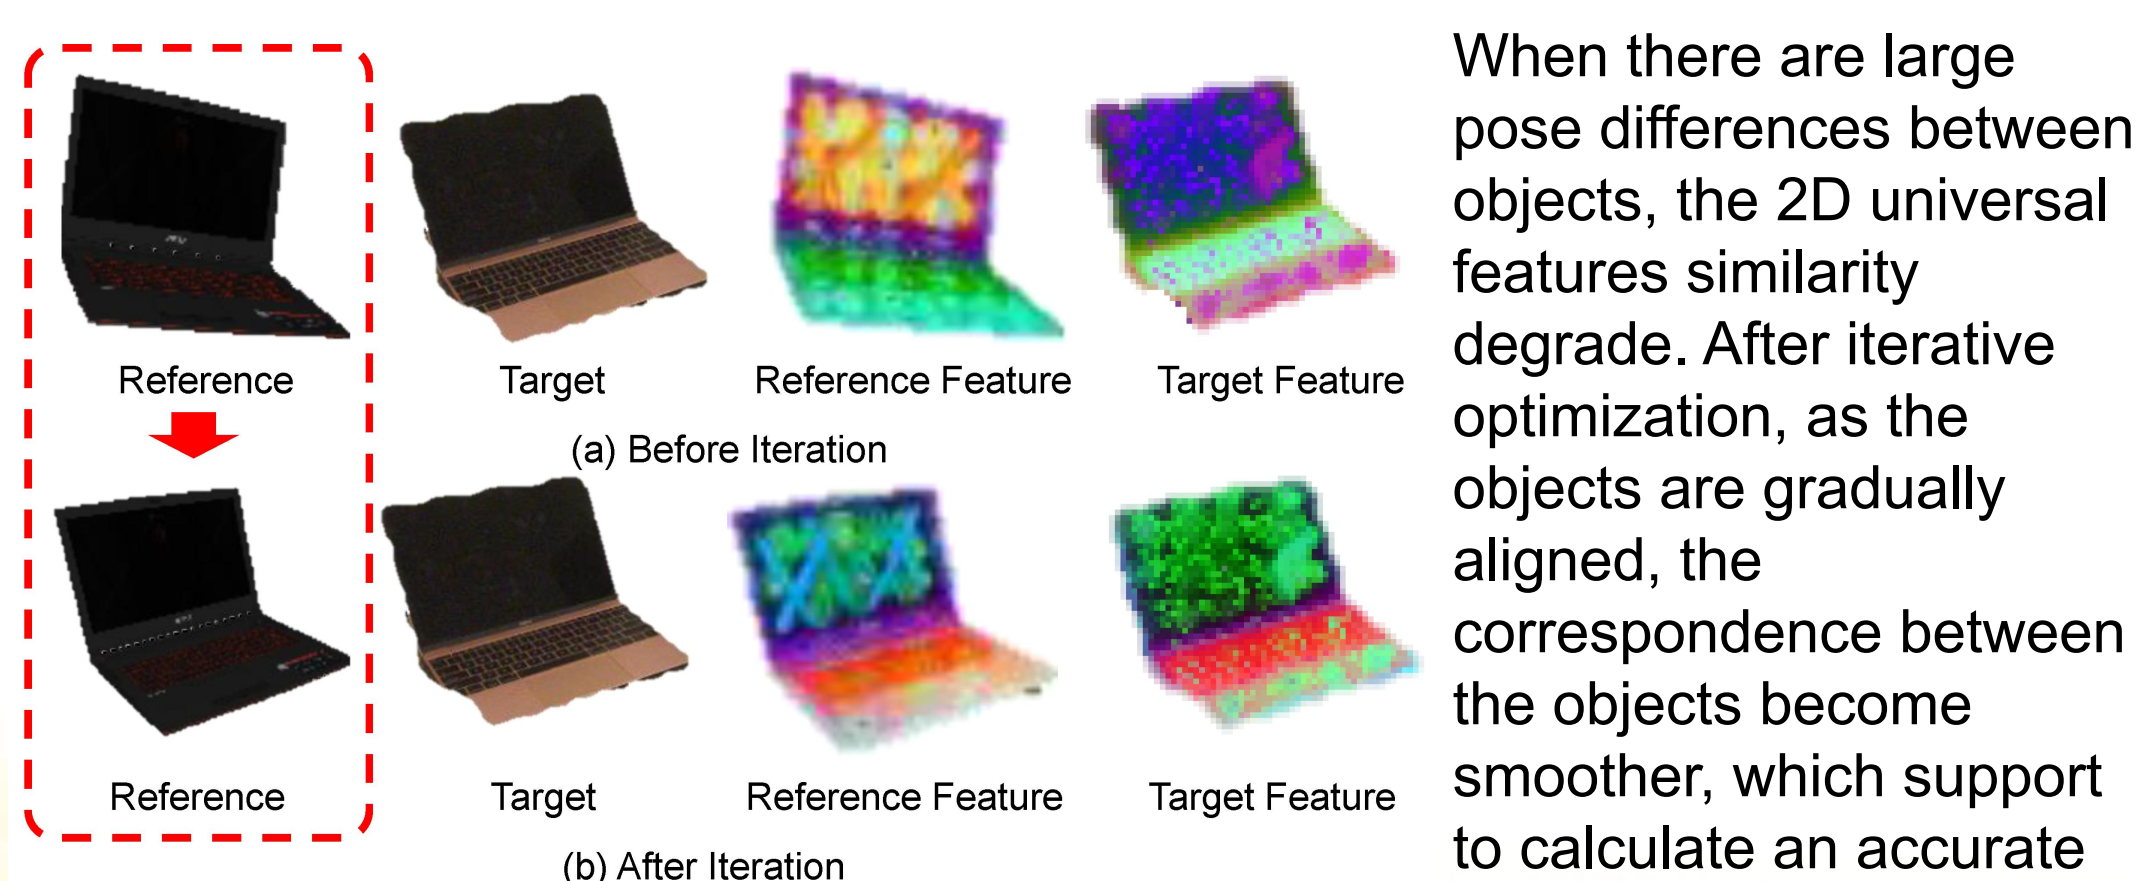 Reference
Target
Reference Feature
Target Feature
(a) Before Iteration
Reference
Target
Reference Feature
Target Feature
(b) After Iteration
When there are large
pose differences between
objects, the 2D universal
features similarity
degrade. After iterative
optimization, as the
objects are gradually
aligned, the
correspondence between
the objects become
smoother, which support
to calculate an accurate